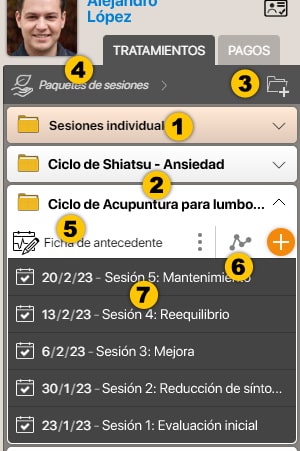 Alejandro
López
TRATAMIENTOS PAGOS
4
Paquetes de sesiones 3
Sesiones individual 1
Ciclo de Shiatsu - Ansiedad
2
Ciclo de Acupuntura para lumbo...
5
Ficha de antecedente
6
20/2/23 - Sesión 5: Mantenimiento
7
13/2/23 - Sesión 4: Reequilibrio
6/2/23 - Sesión 3: Mejora
30/1/23 - Sesión 2: Reducción de sínto...
23/1/23 - Sesión 1: Evaluación inicial